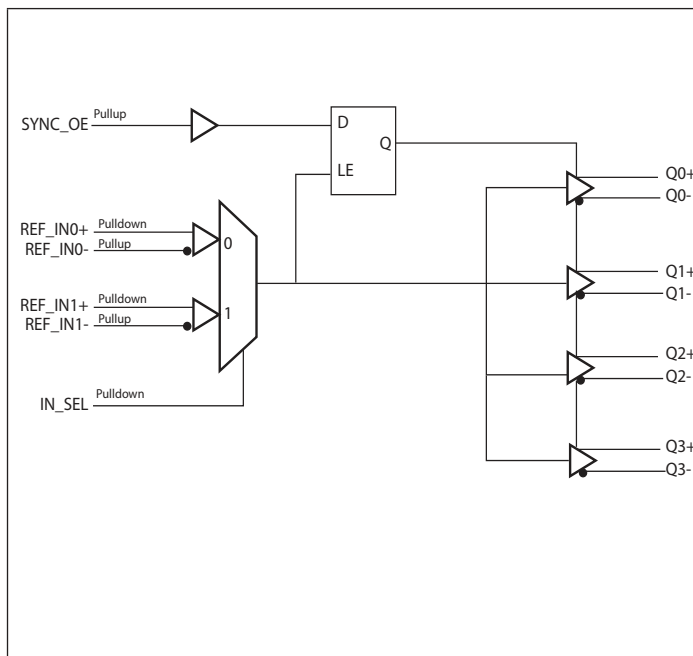 SYNC_OE Pullup
D
Q
LE
Q0+
Q0-
REF_IN0+ Pulldown
REF_IN0- Pullup
0
Q1+
Q1-
REF_IN1+ Pulldown
REF_IN1- Pullup
1
Q2+
Q2-
IN_SEL Pulldown
Q3+
Q3-